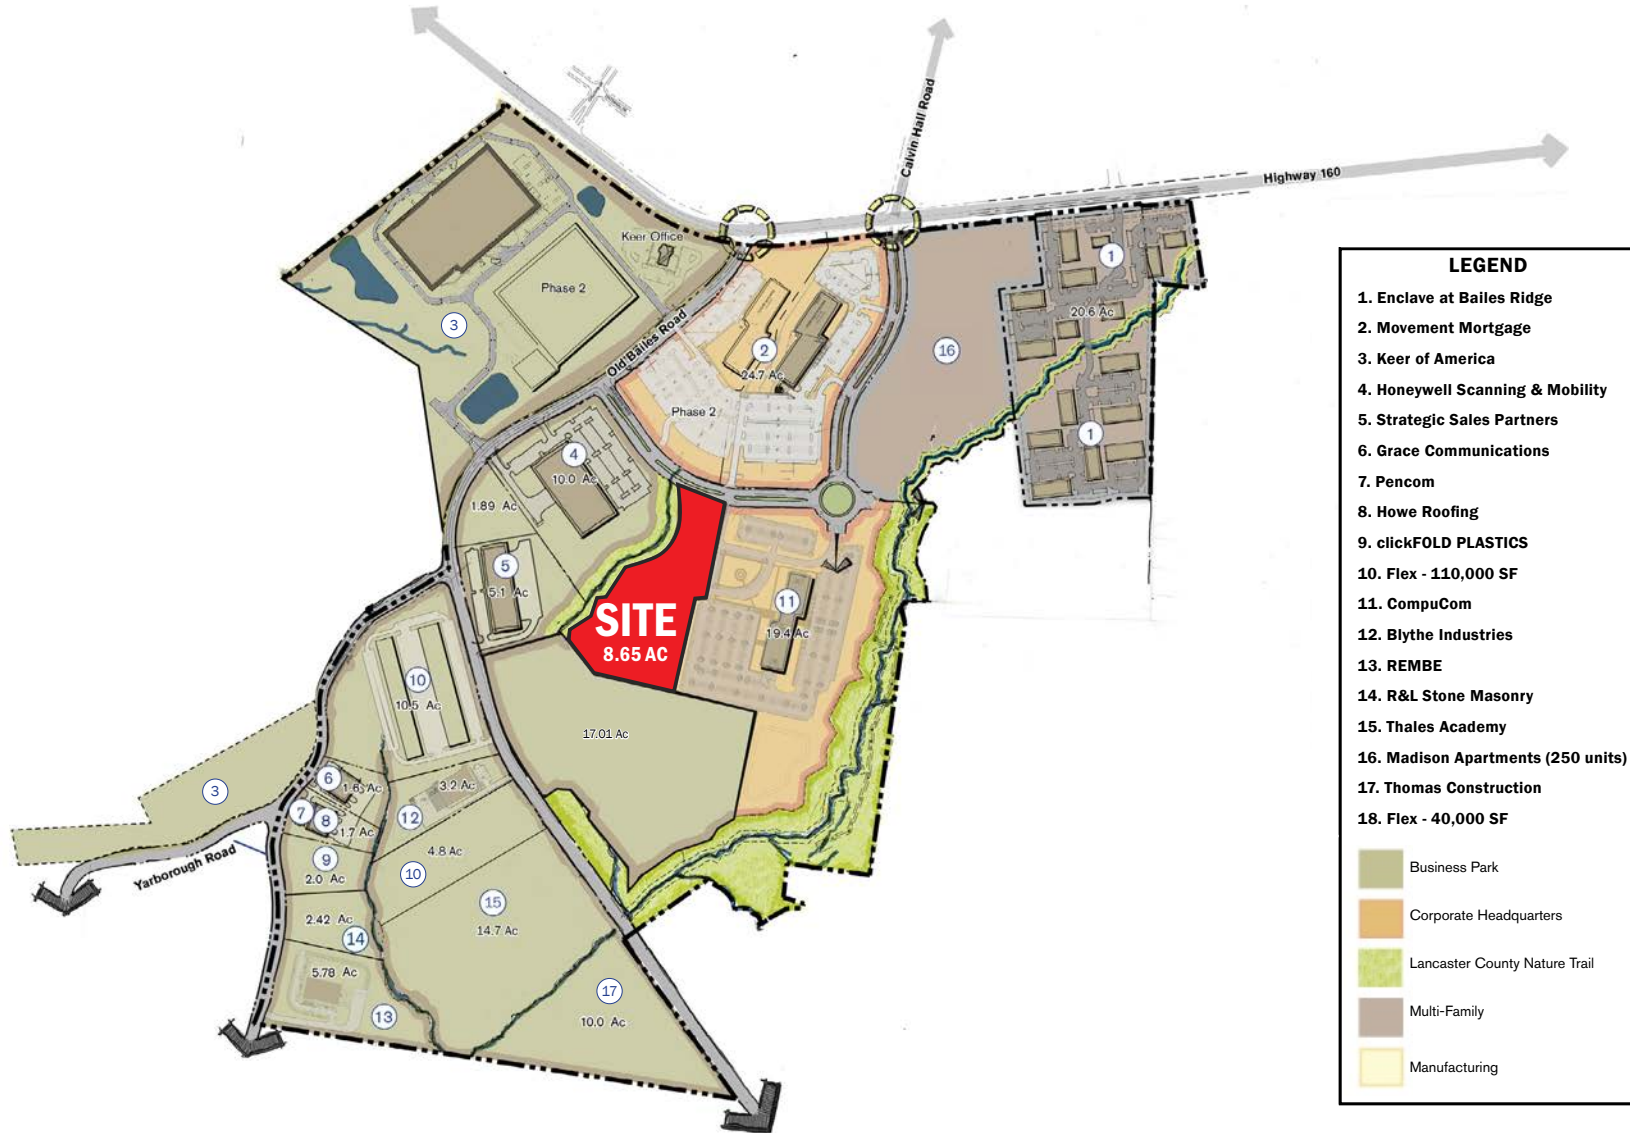 Calvin Hall Road
Highway 160
Keer Office
Phase 2
3
Old Bailes Road
2
24.7 Ac
Phase 2
16
1
20.6 Ac
1
4
10.0 Ac
1.89 Ac
5
5.1 Ac
SITE
8.65 AC
11
19.4 Ac
10
10.5 Ac
17.01 Ac
3
6
1.6 Ac
3.2 Ac
7
8
1.7 Ac
12
4.8 Ac
Yarborough Road
9
2.0 Ac
10
15
14.7 Ac
2.42 Ac
14
5.78 Ac
13
17
10.0 Ac
LEGEND
1. Enclave at Bailes Ridge
2. Movement Mortgage
3. Keer of America
4. Honeywell Scanning & Mobility
5. Strategic Sales Partners
6. Grace Communications
7. Pencom
8. Howe Roofing
9. clickFOLD PLASTICS
10. Flex - 110,000 SF
11. CompuCom
12. Blythe Industries
13. REMBE
14. R&L Stone Masonry
15. Thales Academy
16. Madison Apartments (250 units)
17. Thomas Construction
18. Flex - 40,000 SF
Business Park
Corporate Headquarters
Lancaster County Nature Trail
Multi-Family
Manufacturing